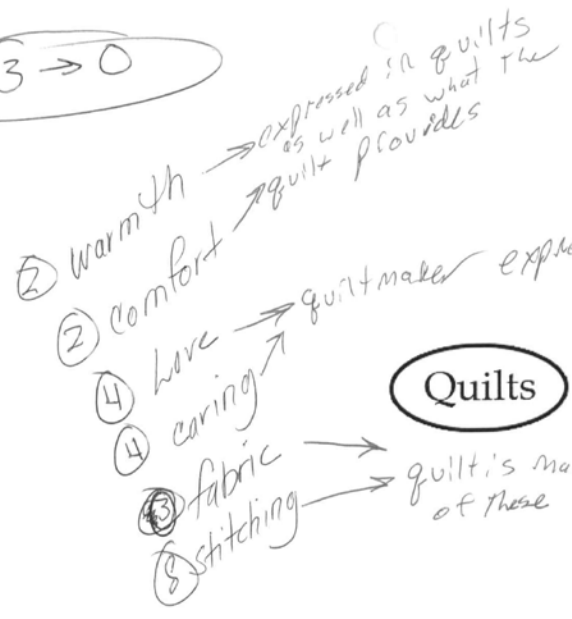 3 → 0
expressed in quilts
as well as what the
quilt provides
② warmth →
② comfort →
quiltmaker expre
④ Love →
④ caring →
Quilts
③ fabric →
quilt is ma
of these
⑧ stitching →